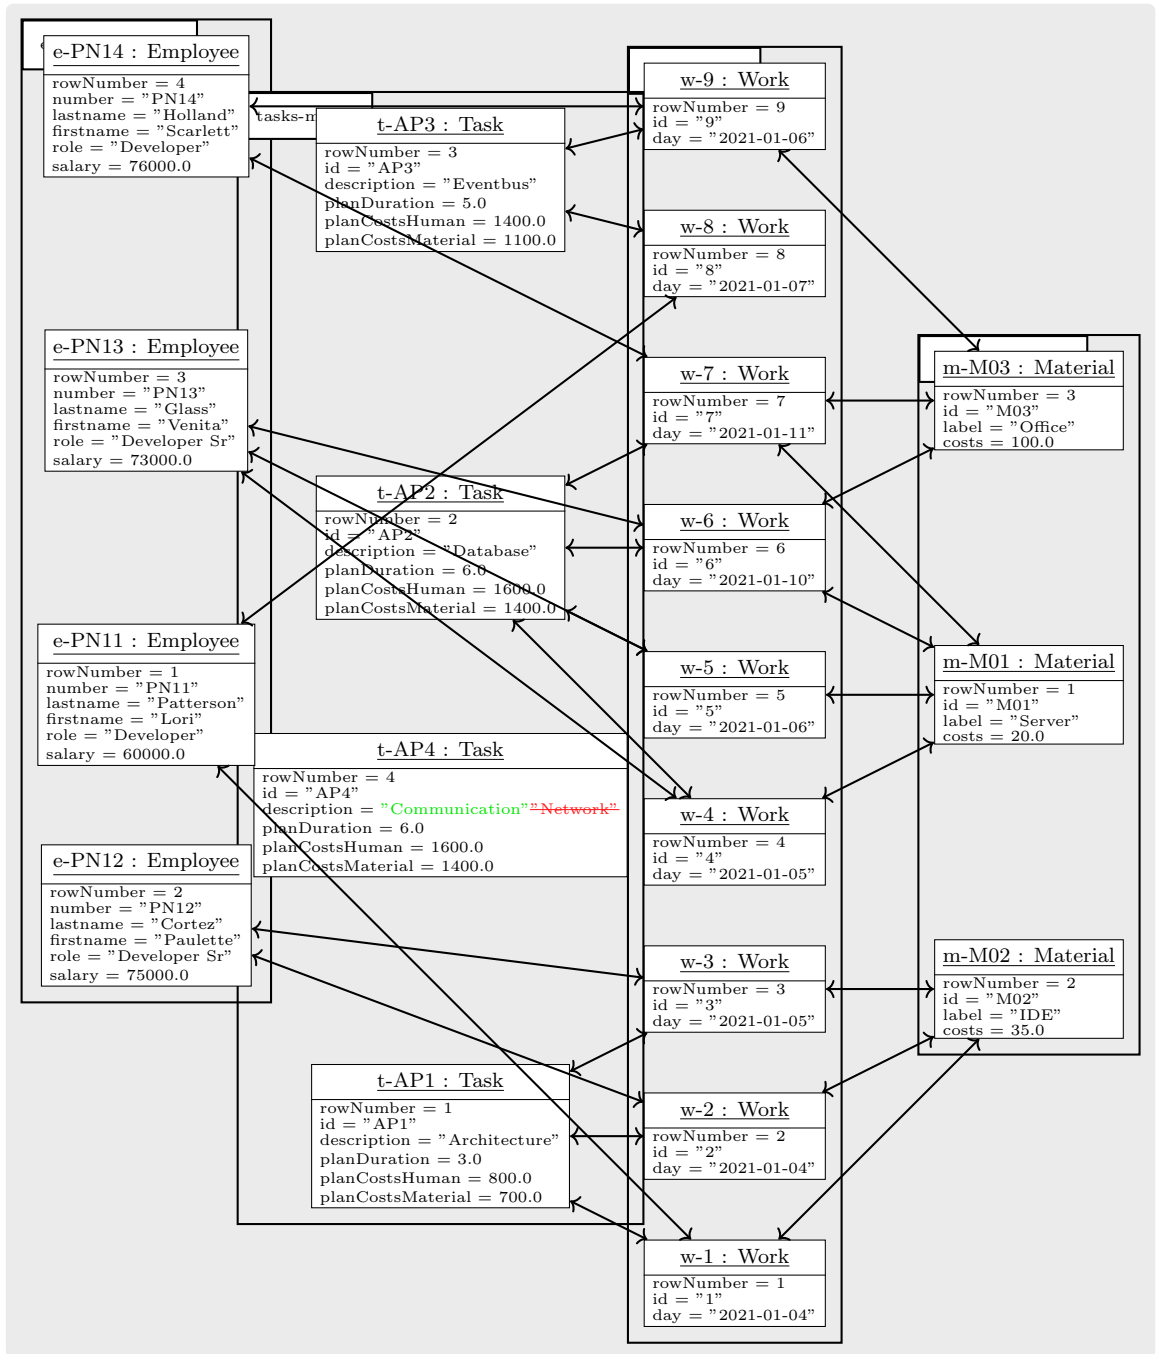 e-PN14 : Employee
rowNumber = 4
number = "PN14"
lastname = "Holland"
firstname = "Scarlett"
role = "Developer"
salary = 76000.0
tasks-m
t-AP3 : Task
rowNumber = 3
id = "AP3"
description = "Eventbus"
planDuration = 5.0
planCostsHuman = 1400.0
planCostsMaterial = 1100.0
w-9 : Work
rowNumber = 9
id = "9"
day = "2021-01-06"
w-8 : Work
rowNumber = 8
id = "8"
day = "2021-01-07"
e-PN13 : Employee
rowNumber = 3
number = "PN13"
lastname = "Glass"
firstname = "Venita"
role = "Developer Sr"
salary = 73000.0
w-7 : Work
rowNumber = 7
id = "7"
day = "2021-01-11"
m-M03 : Material
rowNumber = 3
id = "M03"
label = "Office"
costs = 100.0
t-AP2 : Task
rowNumber = 2
id = "AP2"
description = "Database"
planDuration = 6.0
planCostsHuman = 1600.0
planCostsMaterial = 1400.0
w-6 : Work
rowNumber = 6
id = "6"
day = "2021-01-10"
e-PN11 : Employee
rowNumber = 1
number = "PN11"
lastname = "Patterson"
firstname = "Lori"
role = "Developer"
salary = 60000.0
w-5 : Work
rowNumber = 5
id = "5"
day = "2021-01-06"
m-M01 : Material
rowNumber = 1
id = "M01"
label = "Server"
costs = 20.0
t-AP4 : Task
rowNumber = 4
id = "AP4"
description = "Communication""Network"
planDuration = 6.0
planCostsHuman = 1600.0
planCostsMaterial = 1400.0
w-4 : Work
rowNumber = 4
id = "4"
day = "2021-01-05"
e-PN12 : Employee
rowNumber = 2
number = "PN12"
lastname = "Cortez"
firstname = "Paulette"
role = "Developer Sr"
salary = 75000.0
w-3 : Work
rowNumber = 3
id = "3"
day = "2021-01-05"
m-M02 : Material
rowNumber = 2
id = "M02"
label = "IDE"
costs = 35.0
t-AP1 : Task
rowNumber = 1
id = "AP1"
description = "Architecture"
planDuration = 3.0
planCostsHuman = 800.0
planCostsMaterial = 700.0
w-2 : Work
rowNumber = 2
id = "2"
day = "2021-01-04"
w-1 : Work
rowNumber = 1
id = "1"
day = "2021-01-04"